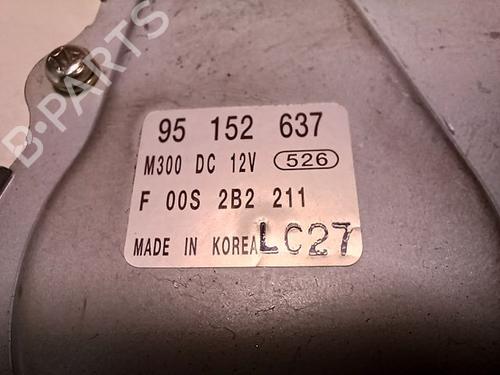 B-PARTS
95 152 637
M300 DC 12V 526
F 00S 2B2 211
MADE IN KOREA LC27